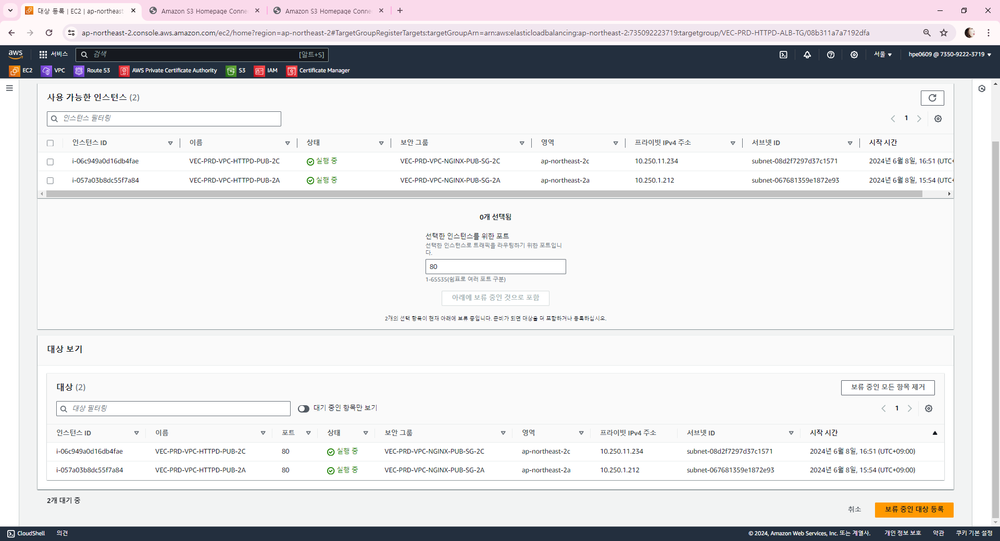 대상 등록 | EC2 | ap-northeast
Amazon S3 Homepage Conne
Amazon S3 Homepage Conne
ap-northeast-2.console.aws.amazon.com/ec2/home?region=ap-northeast-2#TargetGroupRegisterTargets:targetGroupArn=arn:aws:elasticloadbalancing:ap-northeast-2:735092223719:targetgroup/VEC-PRD-HTTPD-ALB-TG/08b311a7a7192dfa
aws 서비스 검색 [알트+S] 서울 hpe0609 @ 7350-9222-3719
EC2 VPC Route 53 AWS Private Certificate Authority S3 IAM Certificate Manager
사용 가능한 인스턴스 (2)
인스턴스 필터링 1
인스턴스 ID 이름 상태 보안 그룹 영역 프라이빗 IPv4 주소 서브넷 ID 시작 시간
i-06c949a0d16db4fae VEC-PRD-VPC-HTTPD-PUB-2C 실행 중 VEC-PRD-VPC-NGINX-PUB-SG-2C ap-northeast-2c 10.250.11.234 subnet-08d2f7297d37c1571 2024년 6월 8일, 16:51 (UTC+
i-057a03b8dc55f7a84 VEC-PRD-VPC-HTTPD-PUB-2A 실행 중 VEC-PRD-VPC-NGINX-PUB-SG-2A ap-northeast-2a 10.250.1.212 subnet-067681359e1872e93 2024년 6월 8일, 15:54 (UTC+
0개 선택됨
선택한 인스턴스를 위한 포트
선택한 인스턴스로 트래픽을 라우팅하기 위한 포트입니
다.
80
1-65535(쉼표로 여러 포트 구분)
아래에 보류 중인 것으로 포함
2개의 선택 항목이 현재 아래에 보류 중입니다. 준비가 되면 대상을 더 포함하거나 등록하십시오.
대상 보기
대상 (2) 보류 중인 모든 항목 제거
대상 필터링 대기 중인 항목만 보기 1
인스턴스 ID 이름 포트 상태 보안 그룹 영역 프라이빗 IPv4 주소 서브넷 ID 시작 시간
i-06c949a0d16db4fae VEC-PRD-VPC-HTTPD-PUB-2C 80 실행 중 VEC-PRD-VPC-NGINX-PUB-SG-2C ap-northeast-2c 10.250.11.234 subnet-08d2f7297d37c1571 2024년 6월 8일, 16:51 (UTC+09:00)
i-057a03b8dc55f7a84 VEC-PRD-VPC-HTTPD-PUB-2A 80 실행 중 VEC-PRD-VPC-NGINX-PUB-SG-2A ap-northeast-2a 10.250.1.212 subnet-067681359e1872e93 2024년 6월 8일, 15:54 (UTC+09:00)
2개 대기 중
취소 보류 중인 대상 등록
CloudShell 의견 © 2024, Amazon Web Services, Inc. 또는 계열사. 개인 정보 보호 약관 쿠키 기본 설정